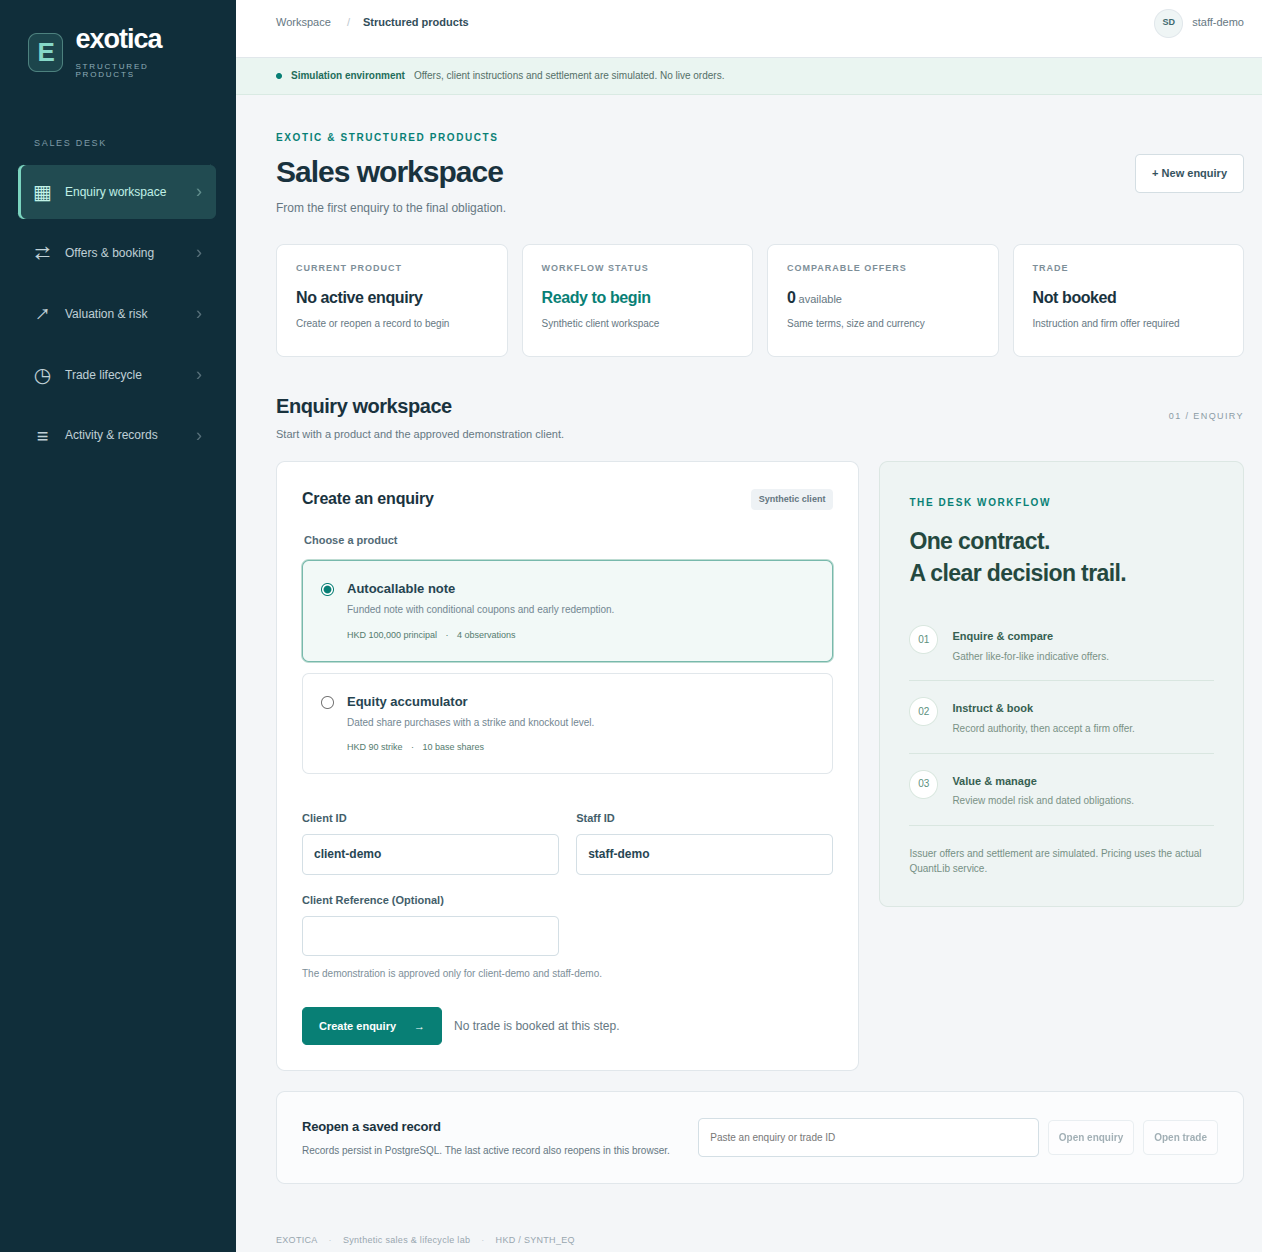 E
exotica
STRUCTURED
PRODUCTS
SALES DESK
Enquiry workspace
Offers & booking
Valuation & risk
Trade lifecycle
Activity & records
Workspace / Structured products
SD staff-demo
Simulation environment Offers, client instructions and settlement are simulated. No live orders.
EXOTIC & STRUCTURED PRODUCTS
Sales workspace
From the first enquiry to the final obligation.
+ New enquiry
CURRENT PRODUCT
No active enquiry
Create or reopen a record to begin
WORKFLOW STATUS
Ready to begin
Synthetic client workspace
COMPARABLE OFFERS
0 available
Same terms, size and currency
TRADE
Not booked
Instruction and firm offer required
Enquiry workspace
Start with a product and the approved demonstration client.
01 / ENQUIRY
Create an enquiry
Synthetic client
Choose a product
Autocallable note
Funded note with conditional coupons and early redemption.
HKD 100,000 principal · 4 observations
Equity accumulator
Dated share purchases with a strike and knockout level.
HKD 90 strike · 10 base shares
Client ID
client-demo
Staff ID
staff-demo
Client Reference (Optional)
The demonstration is approved only for client-demo and staff-demo.
Create enquiry →
No trade is booked at this step.
THE DESK WORKFLOW
One contract.
A clear decision trail.
01
Enquire & compare
Gather like-for-like indicative offers.
02
Instruct & book
Record authority, then accept a firm offer.
03
Value & manage
Review model risk and dated obligations.
Issuer offers and settlement are simulated. Pricing uses the actual
QuantLib service.
Reopen a saved record
Records persist in PostgreSQL. The last active record also reopens in this browser.
Paste an enquiry or trade ID
Open enquiry
Open trade
EXOTICA · Synthetic sales & lifecycle lab · HKD / SYNTH_EQ